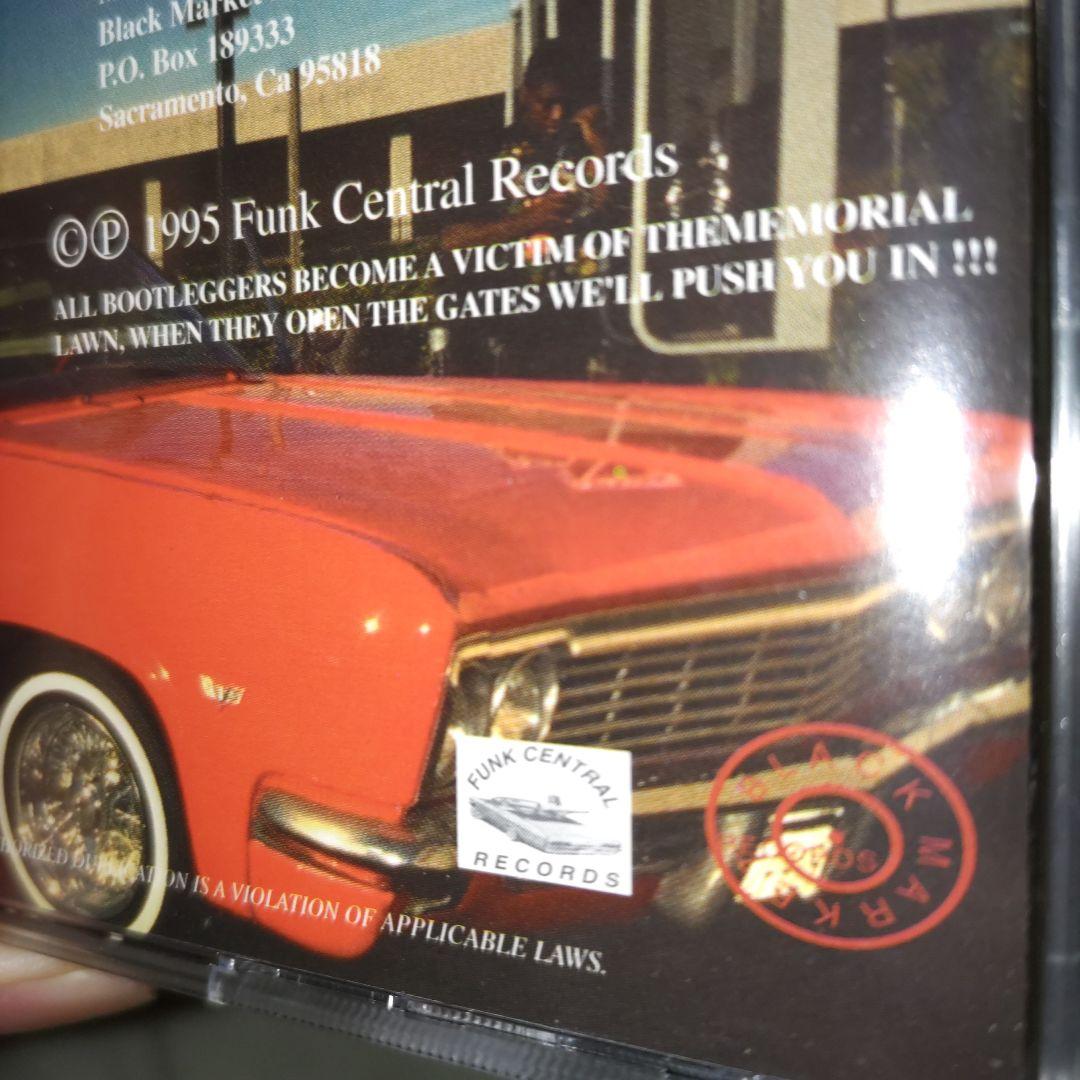 Black Market
P.O. Box 189333
Sacramento, Ca 95818
©℗ 1995 Funk Central Records
ALL BOOTLEGGERS BECOME A VICTIM OF THEMEMORIAL
LAWN, WHEN THEY OPEN THE GATES WE'LL PUSH YOU IN !!!
FUNK CENTRAL
RECORDS
BLACK MARKET
DUPLICATION IS A VIOLATION OF APPLICABLE LAWS.